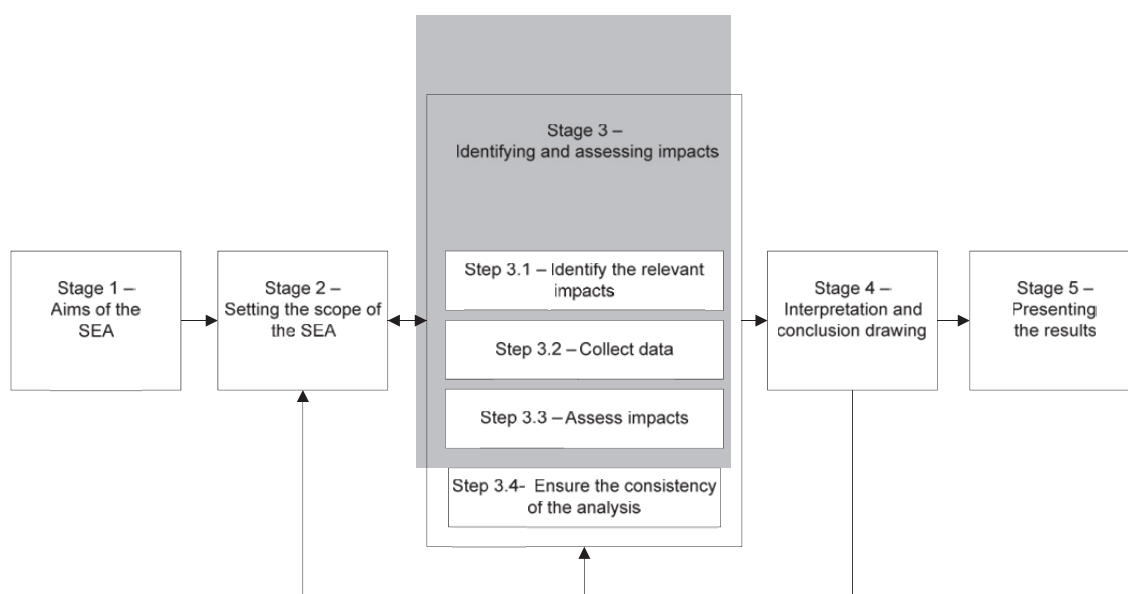 Stage 3 –
Identifying and assessing impacts
Stage 1 –
Aims of the
SEA
Stage 2 –
Setting the scope of
the SEA
Step 3.1 – Identify the relevant
impacts
Step 3.2 – Collect data
Step 3.3 – Assess impacts
Step 3.4- Ensure the consistency
of the analysis
Stage 4 –
Interpretation and
conclusion drawing
Stage 5 –
Presenting
the results